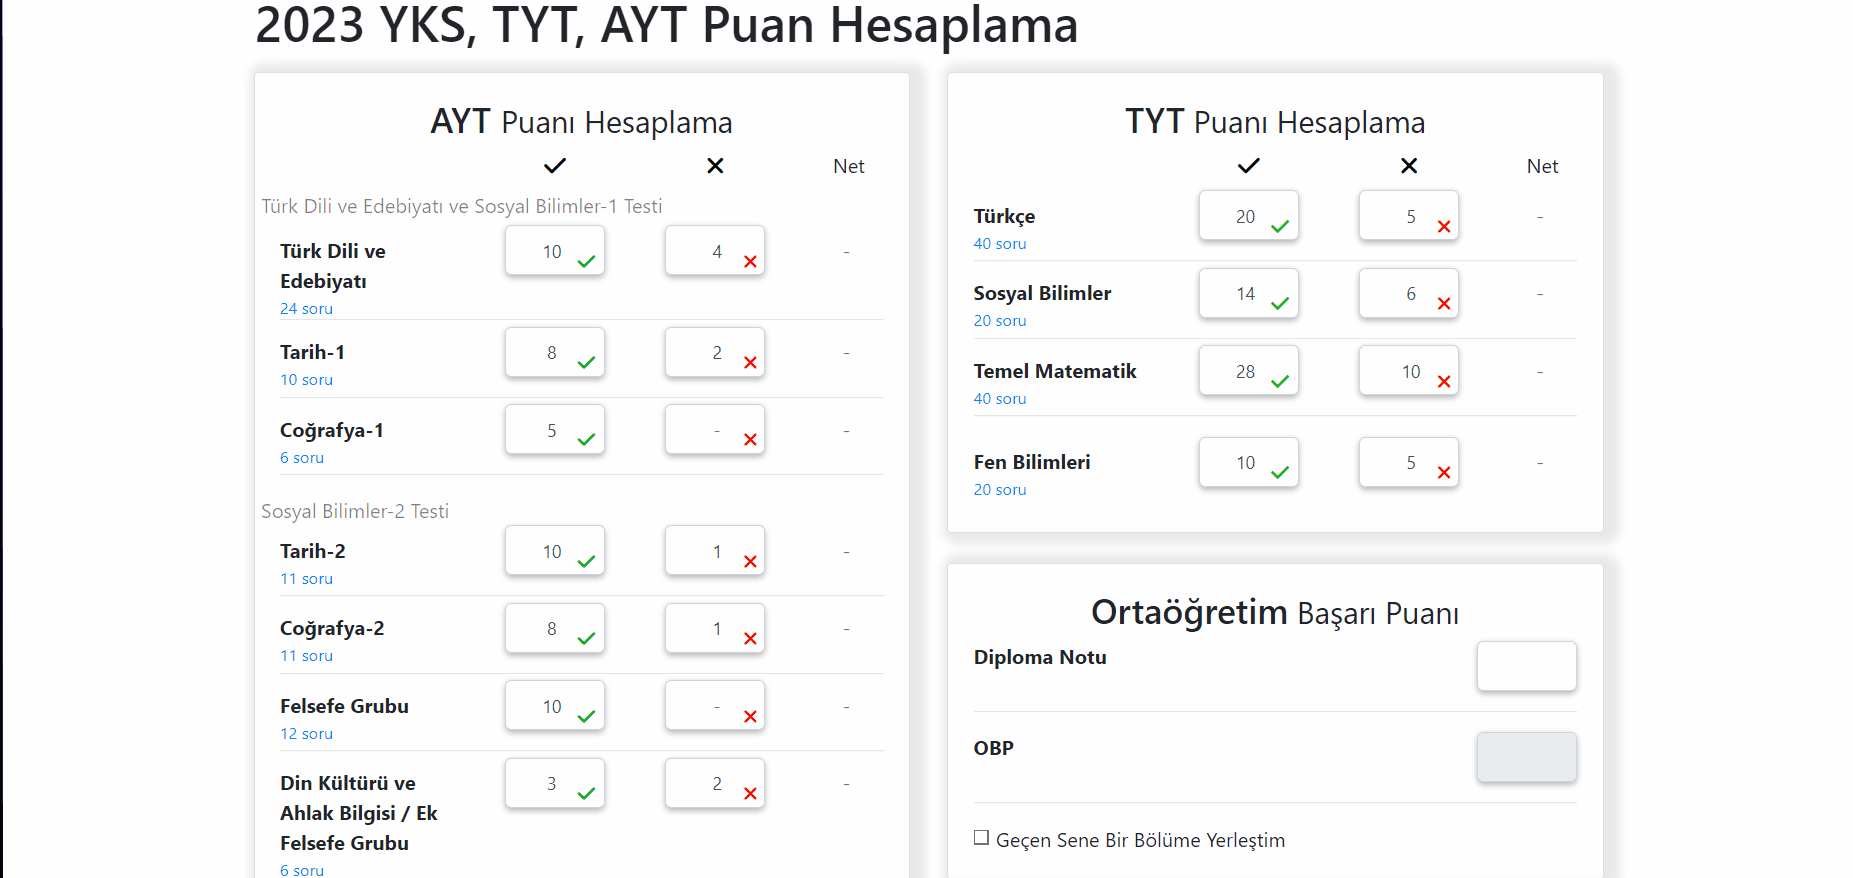 2023 YKS, TYT, AYT Puan Hesaplama
AYT Puanı Hesaplama
Net
Türk Dili ve Edebiyatı ve Sosyal Bilimler-1 Testi
Türk Dili ve
Edebiyatı
24 soru
10
4
-
Tarih-1
10 soru
8
2
-
Coğrafya-1
6 soru
5
-
-
Sosyal Bilimler-2 Testi
Tarih-2
11 soru
10
1
-
Coğrafya-2
11 soru
8
1
-
Felsefe Grubu
12 soru
10
-
-
Din Kültürü ve
Ahlak Bilgisi / Ek
Felsefe Grubu
6 soru
3
2
-
TYT Puanı Hesaplama
Net
Türkçe
40 soru
20
5
-
Sosyal Bilimler
20 soru
14
6
-
Temel Matematik
40 soru
28
10
-
Fen Bilimleri
20 soru
10
5
-
Ortaöğretim Başarı Puanı
Diploma Notu
OBP
Geçen Sene Bir Bölüme Yerleştim